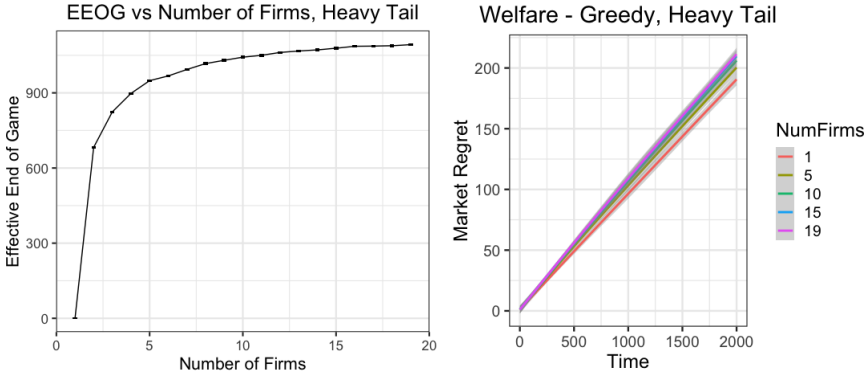 EEOG vs Number of Firms, Heavy Tail
Effective End of Game
900
600
300
0
0 5 10 15 20
Number of Firms
Welfare - Greedy, Heavy Tail
Market Regret
200
150
100
50
0
0 500 1000 1500 2000
Time
NumFirms
1
5
10
15
19